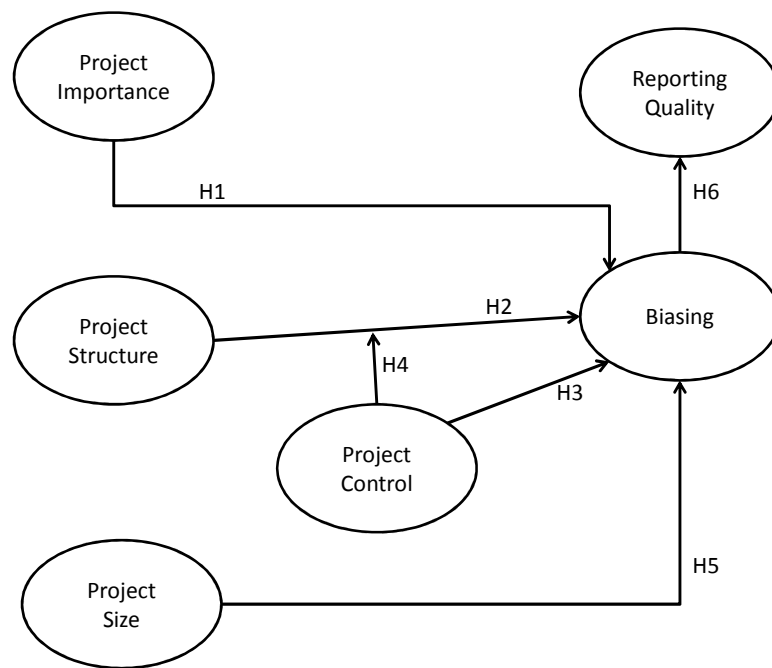 Project
Importance
Reporting
Quality
H1
H6
Project
Structure
H2
Biasing
H4
H3
Project
Control
Project
Size
H5